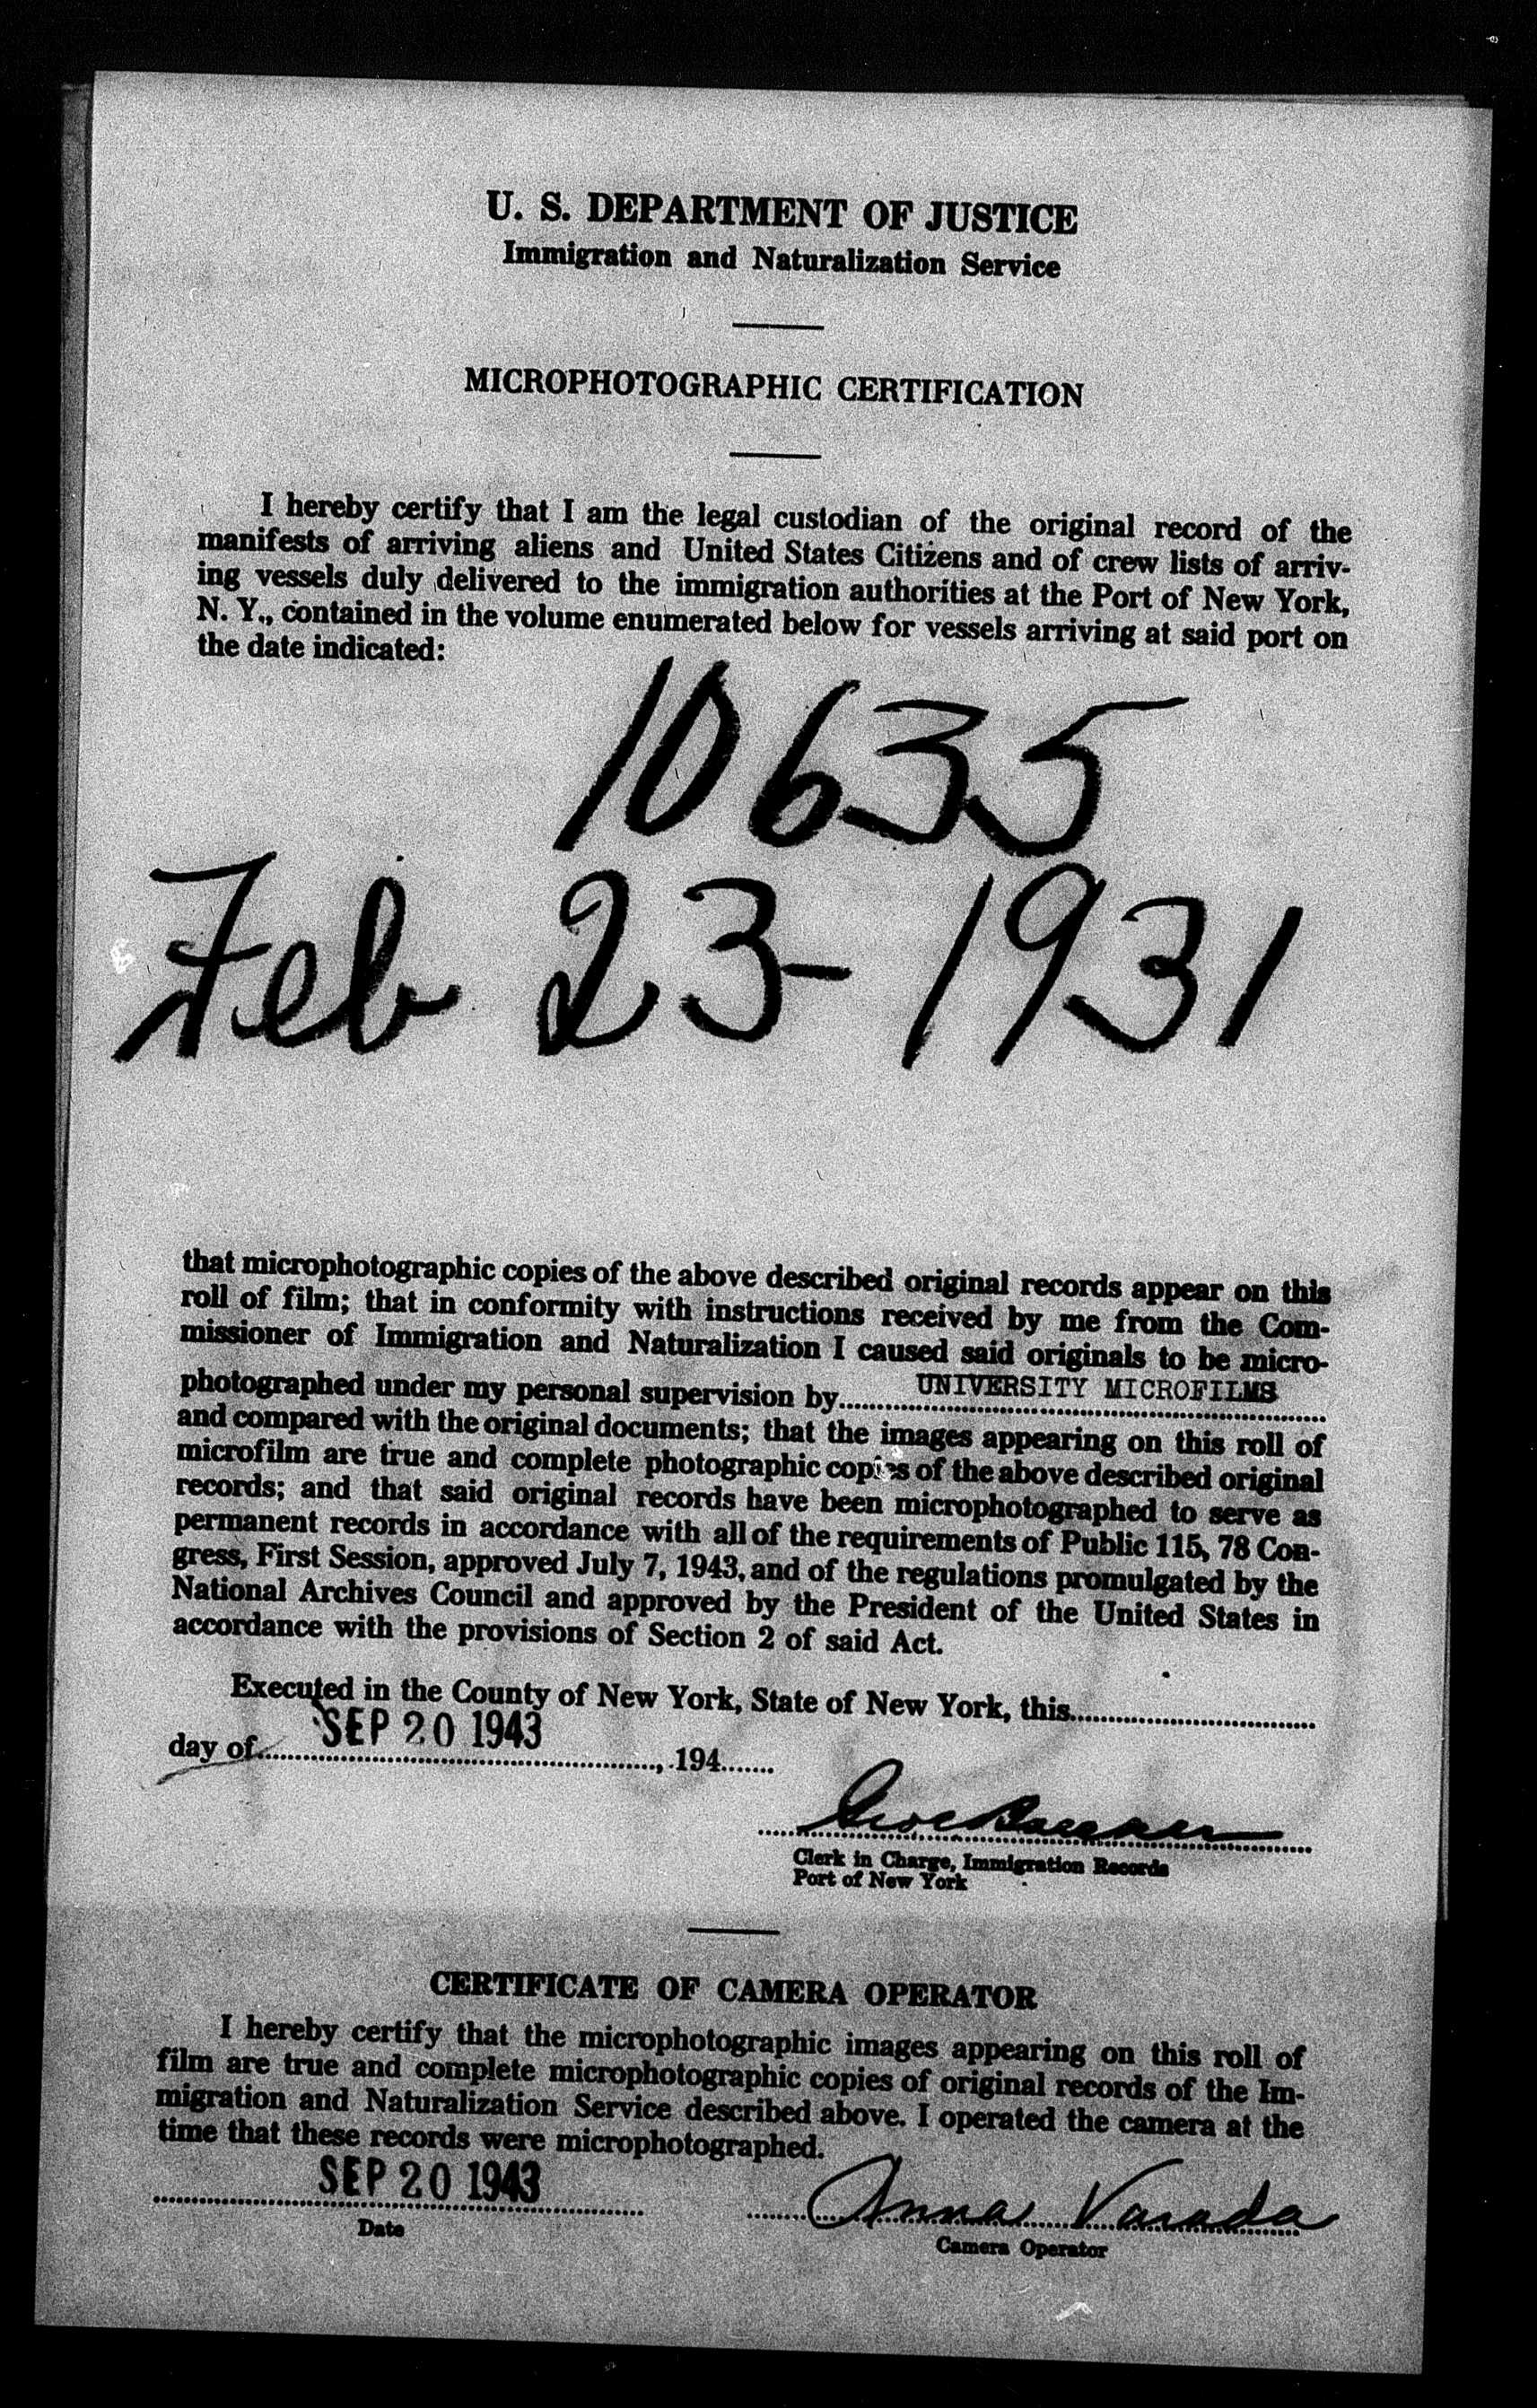 U. S. DEPARTMENT OF JUSTICE
Immigration and Naturalization Service
MICROPHOTOGRAPHIC CERTIFICATION
I hereby certify that I am the legal custodian of the original record of the
manifests of arriving aliens and United States Citizens and of crew lists of arriv-
ing vessels duly delivered to the immigration authorities at the Port of New York,
N. Y., contained in the volume enumerated below for vessels arriving at said port on
the date indicated:
10635
Feb 23-1931
that microphotographic copies of the above described original records appear on this
roll of film; that in conformity with instructions received by me from the Com-
missioner of Immigration and Naturalization I caused said originals to be micro-
photographed under my personal supervision by UNIVERSITY MICROFILMS
and compared with the original documents; that the images appearing on this roll of
microfilm are true and complete photographic copies of the above described original
records; and that said original records have been microphotographed to serve as
permanent records in accordance with all of the requirements of Public 115, 78 Con-
gress, First Session, approved July 7, 1943, and of the regulations promulgated by the
National Archives Council and approved by the President of the United States in
accordance with the provisions of Section 2 of said Act.
Executed in the County of New York, State of New York, this
day of SEP 20 1943, 194
Clerk in Charge, Immigration Records
Port of New York
CERTIFICATE OF CAMERA OPERATOR
I hereby certify that the microphotographic images appearing on this roll of
film are true and complete microphotographic copies of original records of the Im-
migration and Naturalization Service described above. I operated the camera at the
time that these records were microphotographed.
SEP 20 1943 Anna Varada
Date Camera Operator